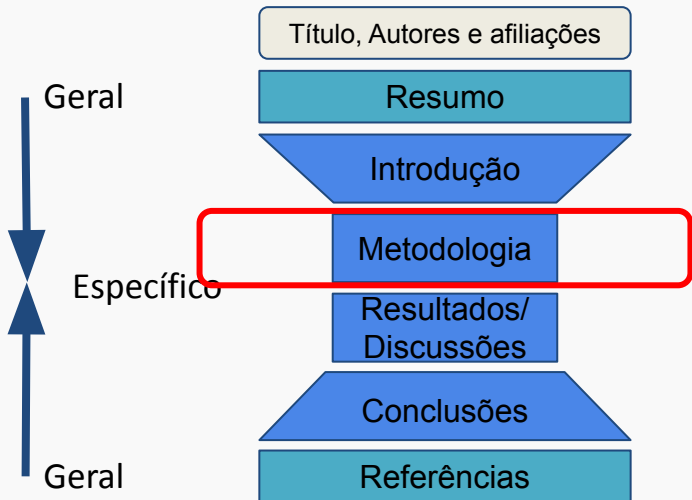 Título, Autores e afiliações
Geral
Resumo
Introdução
Metodologia
Específico
Resultados/
Discussões
Conclusões
Geral
Referências